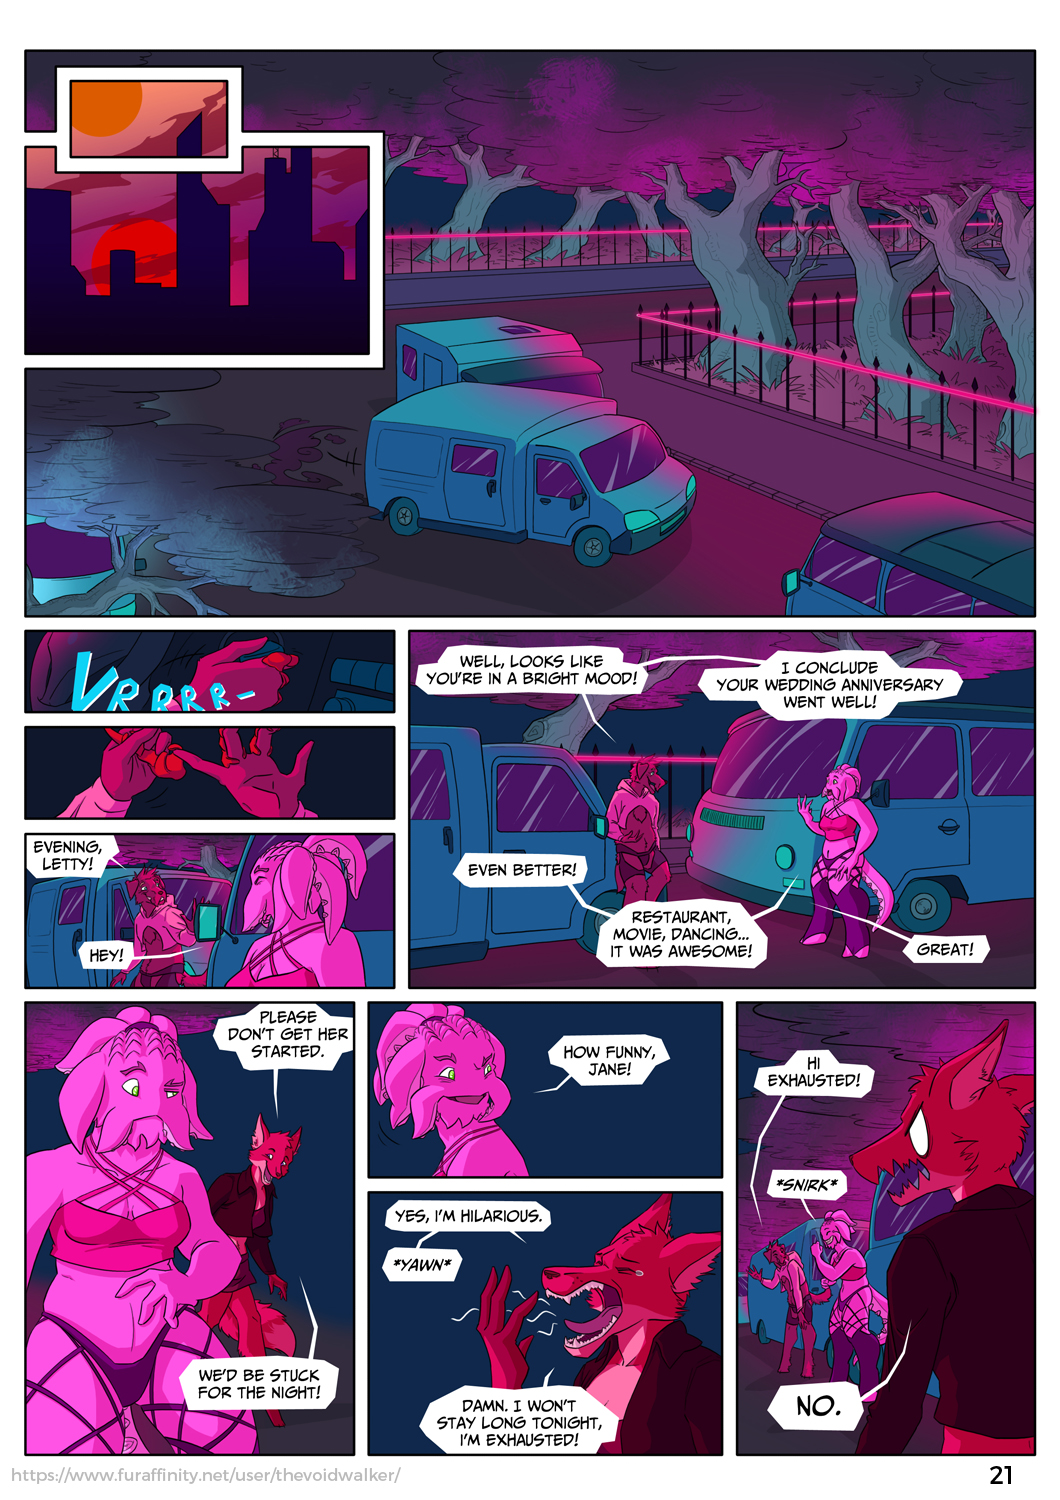 VRRRR-
EVENING,
LETTY!
HEY!
WELL, LOOKS LIKE
YOU'RE IN A BRIGHT MOOD!
I CONCLUDE
YOUR WEDDING ANNIVERSARY
WENT WELL!
EVEN BETTER!
RESTAURANT,
MOVIE, DANCING...
IT WAS AWESOME!
GREAT!
PLEASE
DON'T GET HER
STARTED.
WE'D BE STUCK
FOR THE NIGHT!
HOW FUNNY,
JANE!
YES, I'M HILARIOUS.
*YAWN*
DAMN. I WON'T
STAY LONG TONIGHT,
I'M EXHAUSTED!
HI
EXHAUSTED!
*SNIRK*
NO.
https://www.furaffinity.net/user/thevoidwalker/
21